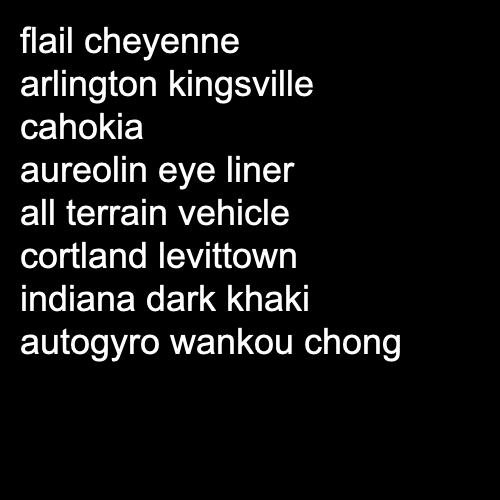 flail cheyenne
arlington kingsville
cahokia
aureolin eye liner
all terrain vehicle
cortland levittown
indiana dark khaki
autogyro wankou chong